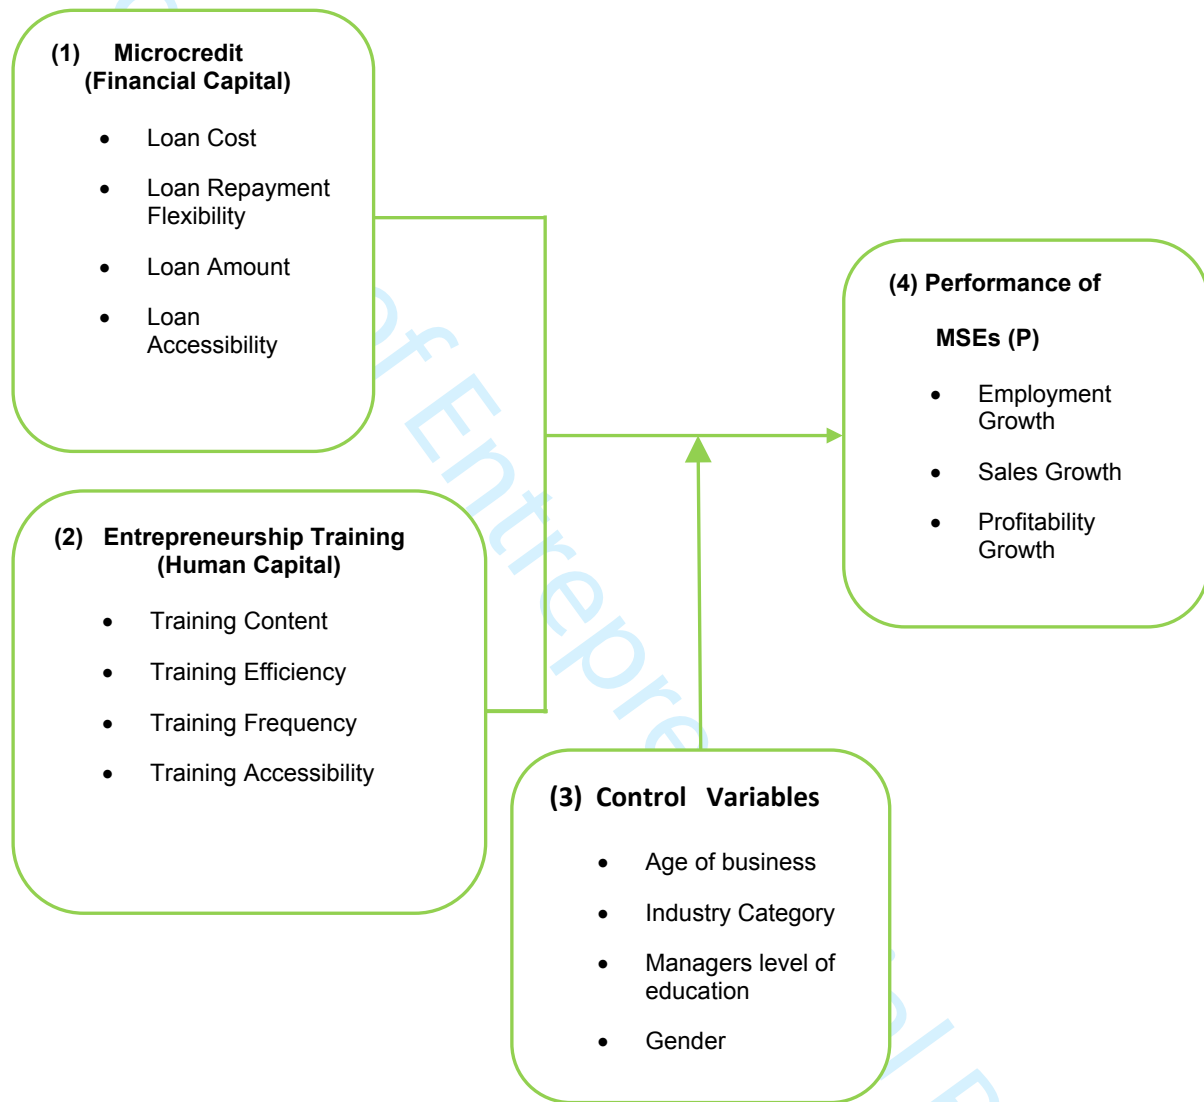 (1) Microcredit
(Financial Capital)
• Loan Cost
• Loan Repayment
Flexibility
• Loan Amount
• Loan
Accessibility
(2) Entrepreneurship Training
(Human Capital)
• Training Content
• Training Efficiency
• Training Frequency
• Training Accessibility
(3) Control Variables
• Age of business
• Industry Category
• Managers level of
education
• Gender
(4) Performance of
MSEs (P)
• Employment
Growth
• Sales Growth
• Profitability
Growth
of Entrepre